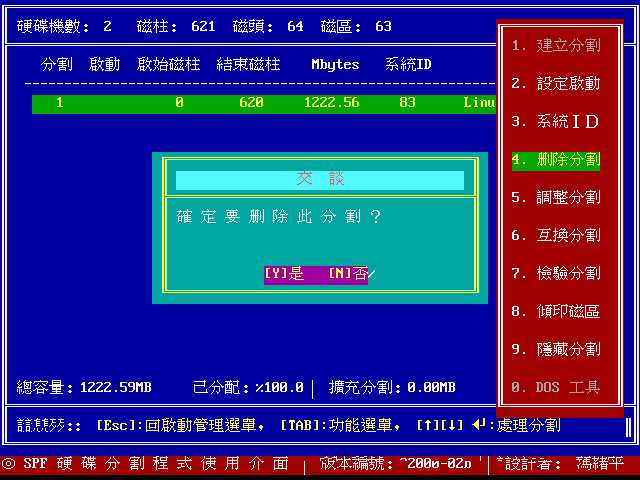 硬碟機數: 2 磁柱: 621 磁頭: 64 磁區: 63
分割 啟動 啟始磁柱 結束磁柱 Mbytes 系統ID
1 0 620 1222.56 83 Linu
交 談
確定要刪除此分割?
[Y]是 [N]否
1. 建立分割
2. 設定啟動
3. 系統ID
4. 刪除分割
5. 調整分割
6. 互換分割
7. 檢驗分割
8. 傾印磁區
9. 隱藏分割
0. DOS 工具
總容量:1222.59MB 已分配:%100.0 | 擴充分割:0.00MB
[Esc]:回啟動管理選單, [TAB]:功能選單, [↑][↓] ↲:處理分割
◎ SPF 硬碟分割程式使用介面 | 版本編號: | 設計者: 馮緒平